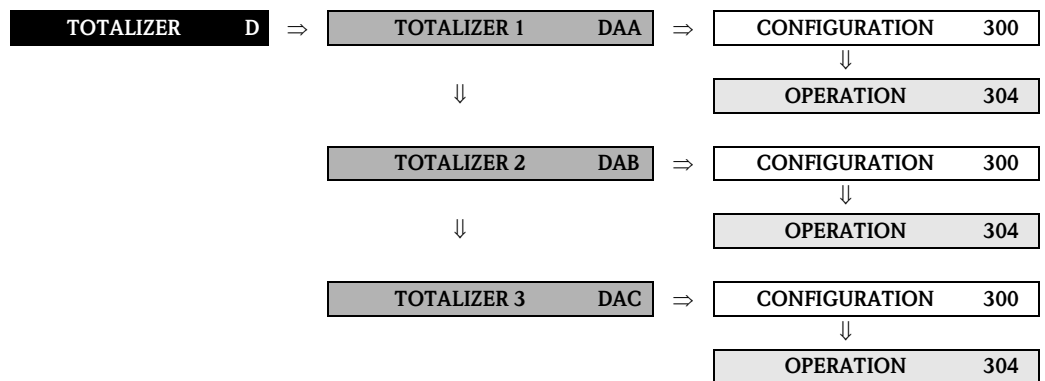 TOTALIZER D ⇒ TOTALIZER 1 DAA ⇒ CONFIGURATION 300
⇓
⇓ OPERATION 304
TOTALIZER 2 DAB ⇒ CONFIGURATION 300
⇓
⇓ OPERATION 304
TOTALIZER 3 DAC ⇒ CONFIGURATION 300
⇓
OPERATION 304